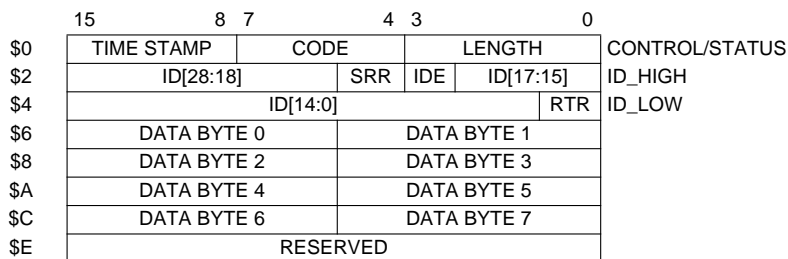 15 8 7 4 3 0
$0 TIME STAMP CODE LENGTH CONTROL/STATUS
$2 ID[28:18] SRR IDE ID[17:15] ID_HIGH
$4 ID[14:0] RTR ID_LOW
$6 DATA BYTE 0 DATA BYTE 1
$8 DATA BYTE 2 DATA BYTE 3
$A DATA BYTE 4 DATA BYTE 5
$C DATA BYTE 6 DATA BYTE 7
$E RESERVED